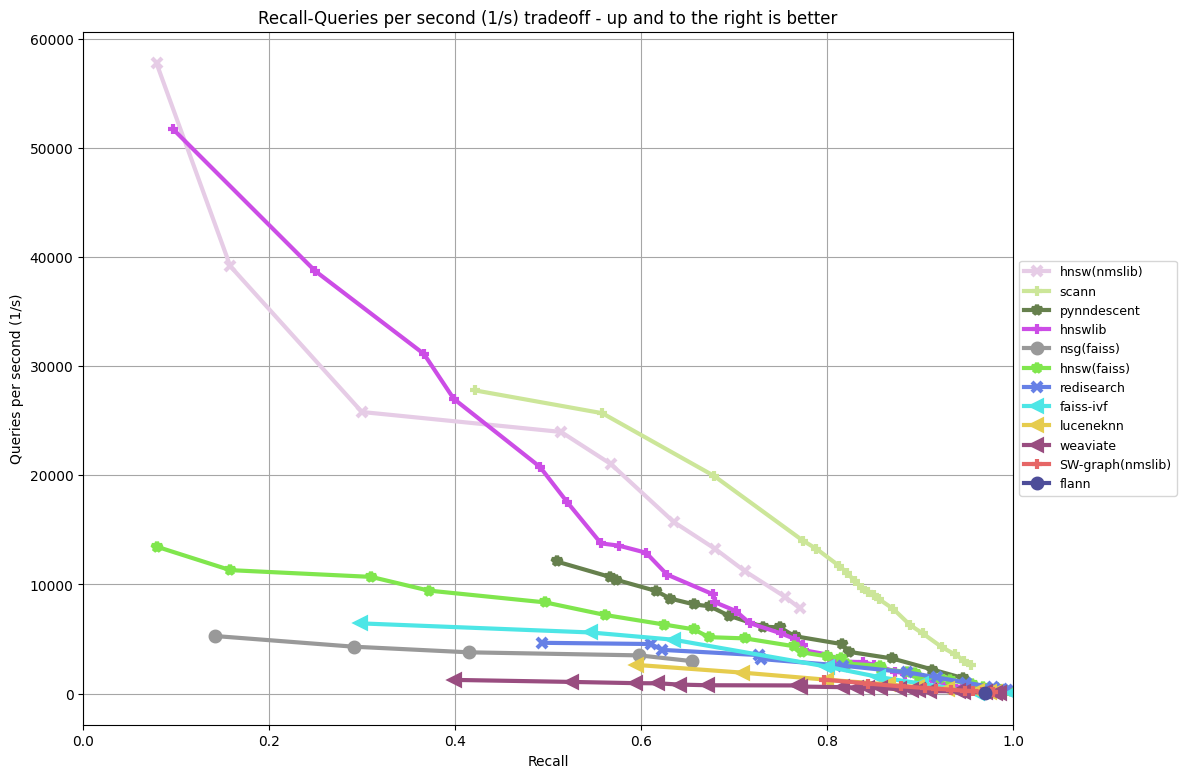 Recall-Queries per second (1/s) tradeoff - up and to the right is better
60000
50000
40000
30000
20000
10000
0
Queries per second (1/s)
0.0 0.2 0.4 0.6 0.8 1.0
Recall
hnsw(nmslib)
scann
pynndescent
hnswlib
nsg(faiss)
hnsw(faiss)
redisearch
faiss-ivf
luceneknn
weaviate
SW-graph(nmslib)
flann